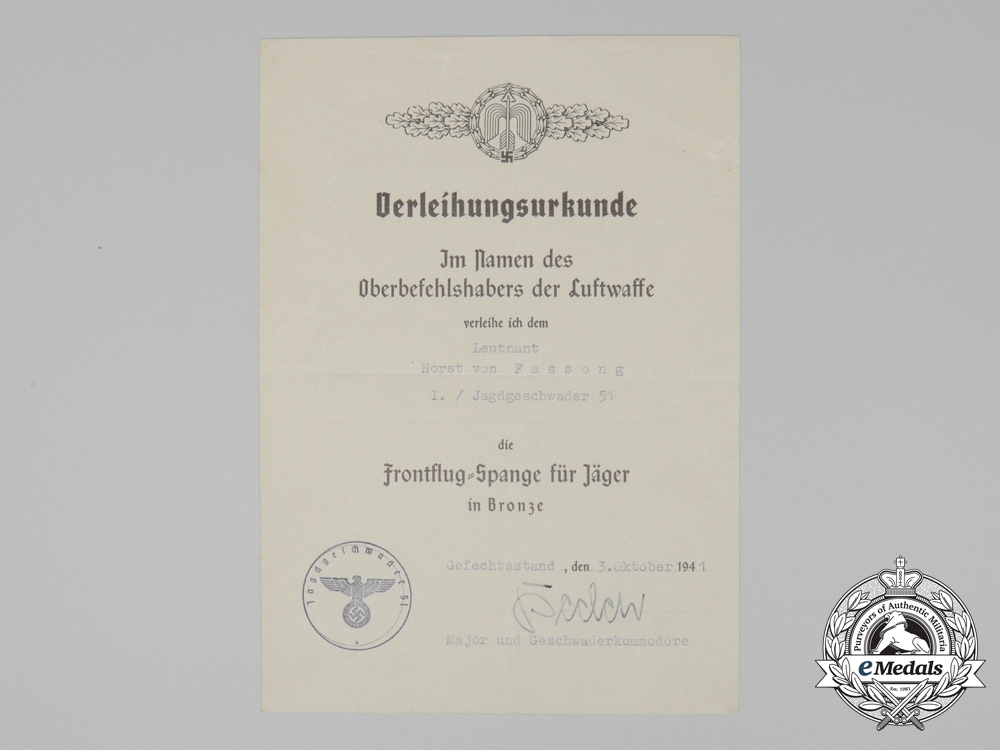 Verleihungsurkunde
Im Namen des
Oberbefehlshabers der Luftwaffe
verleihe ich dem
Leutnant
Horst von Fassong
I. / Jagdgeschwader 51
die
Frontflug-Spange für Jäger
in Bronze
Jagdgeschwader 51
Gefechtsstand, den 3.Oktober 1941
Major und Geschwaderkommodore
Purveyors of Authentic Militaria
eMedals
Est. 1987